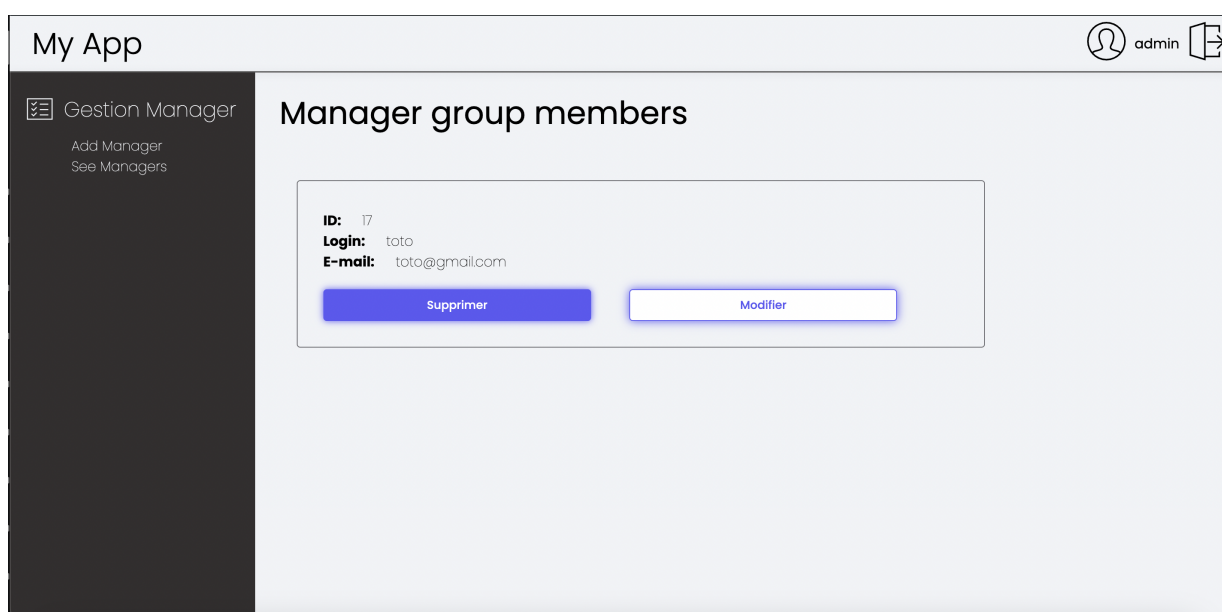 My App
admin
Gestion Manager
Add Manager
See Managers
Manager group members
ID: 17
Login: toto
E-mail: toto@gmail.com
Supprimer
Modifier